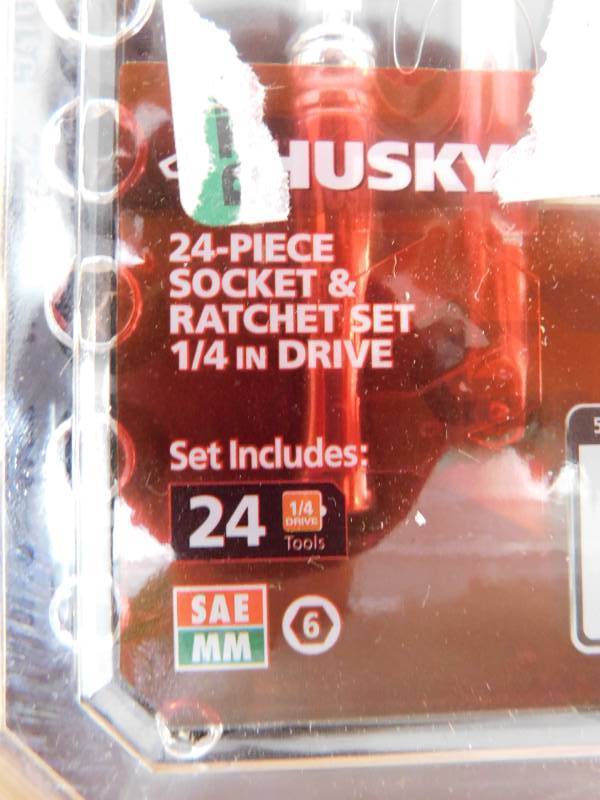 HUSKY
24-PIECE
SOCKET &
RATCHET SET
1/4 IN DRIVE
Set Includes:
24 1/4 DRIVE Tools
5
SAE
MM
6